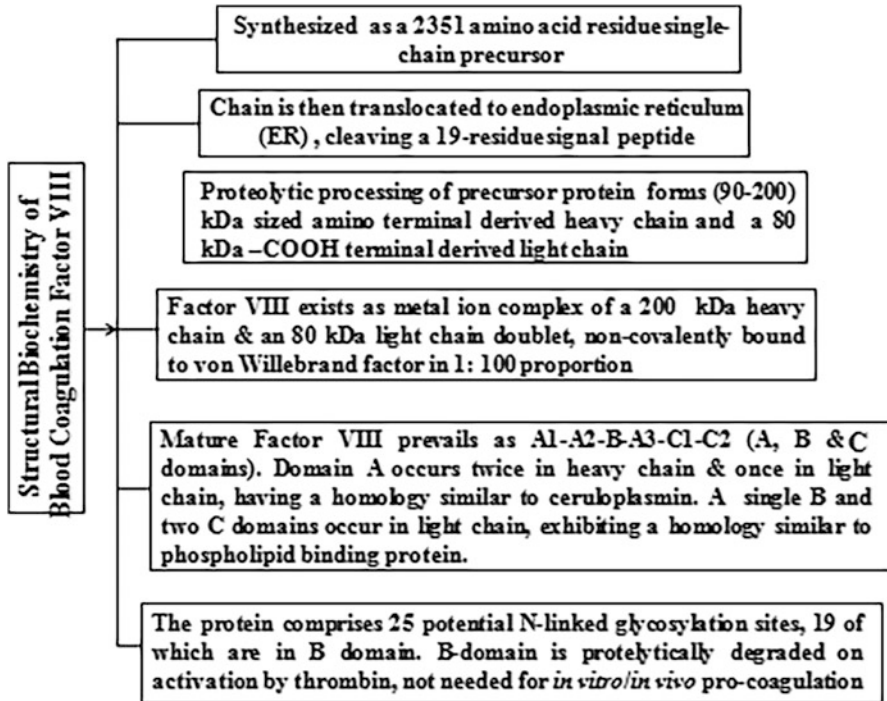 Structural Biochemistry of
Blood Coagulation Factor VIII
Synthesized as a 2351 amino acid residue single-
chain precursor
Chain is then translocated to endoplasmic reticulum
(ER) , cleaving a 19-residue signal peptide
Proteolytic processing of precursor protein forms (90-200)
kDa sized amino terminal derived heavy chain and a 80
kDa –COOH terminal derived light chain
Factor VIII exists as metal ion complex of a 200 kDa heavy
chain & an 80 kDa light chain doublet, non-covalently bound
to von Willebrand factor in 1: 100 proportion
Mature Factor VIII prevails as A1-A2-B-A3-C1-C2 (A, B & C
domains). Domain A occurs twice in heavy chain & once in light
chain, having a homology similar to ceruloplasmin. A single B and
two C domains occur in light chain, exhibiting a homology similar to
phospholipid binding protein.
The protein comprises 25 potential N-linked glycosylation sites, 19 of
which are in B domain. B-domain is protelytically degraded on
activation by thrombin, not needed for in vitro/in vivo pro-coagulation